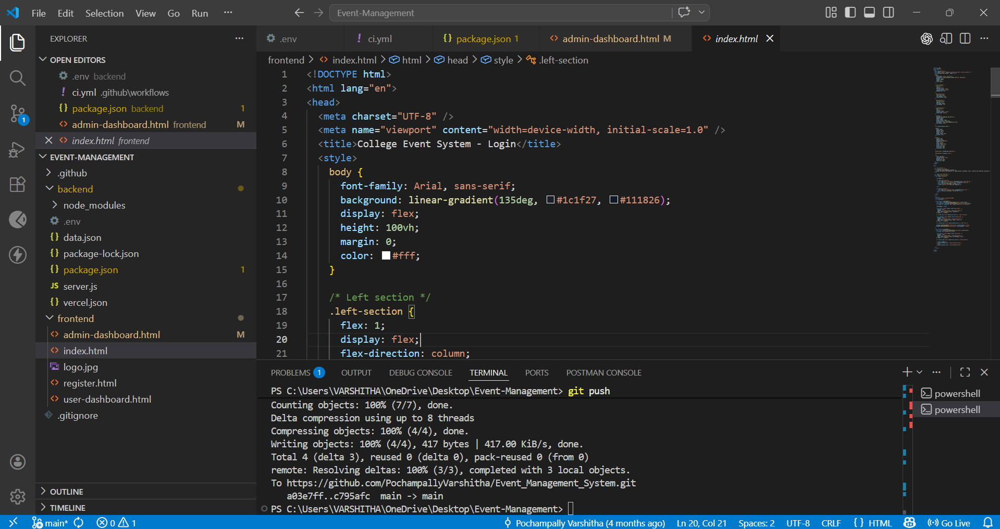 File Edit Selection View Go Run ··· Event-Management
EXPLORER
OPEN EDITORS
.env backend
ci.yml .github\workflows
package.json backend 1
admin-dashboard.html frontend M
index.html frontend
EVENT-MANAGEMENT
.github
backend
node_modules
.env
data.json
package-lock.json
package.json 1
server.js
vercel.json
frontend
admin-dashboard.html M
index.html
logo.jpg
register.html
user-dashboard.html
.gitignore
OUTLINE
TIMELINE
.env ci.yml package.json 1 admin-dashboard.html M index.html
frontend > index.html > html > head > style > .left-section
1 <!DOCTYPE html>
2 <html lang="en">
3 <head>
4 <meta charset="UTF-8" />
5 <meta name="viewport" content="width=device-width, initial-scale=1.0" />
6 <title>College Event System - Login</title>
7 <style>
8 body {
9 font-family: Arial, sans-serif;
10 background: linear-gradient(135deg, #1c1f27, #111826);
11 display: flex;
12 height: 100vh;
13 margin: 0;
14 color: #fff;
15 }
16
17 /* Left section */
18 .left-section {
19 flex: 1;
20 display: flex;
21 flex-direction: column;
PROBLEMS 1 OUTPUT DEBUG CONSOLE TERMINAL PORTS POSTMAN CONSOLE
PS C:\Users\VARSHITHA\OneDrive\Desktop\Event-Management> git push
Counting objects: 100% (7/7), done.
Delta compression using up to 8 threads
Compressing objects: 100% (4/4), done.
Writing objects: 100% (4/4), 417 bytes | 417.00 KiB/s, done.
Total 4 (delta 3), reused 0 (delta 0), pack-reused 0 (from 0)
remote: Resolving deltas: 100% (3/3), completed with 3 local objects.
To https://github.com/PochampallyVarshitha/Event_Management_System.git
a03e7ff..c795afc main -> main
PS C:\Users\VARSHITHA\OneDrive\Desktop\Event-Management>
powershell
powershell
main* 0 1 Pochampally Varshitha (4 months ago) Ln 20, Col 21 Spaces: 2 UTF-8 CRLF {} HTML Go Live